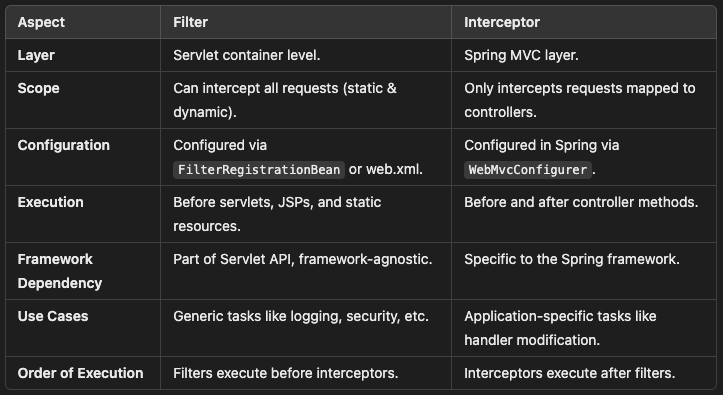 Aspect Filter Interceptor
Layer Servlet container level. Spring MVC layer.
Scope Can intercept all requests (static & Only intercepts requests mapped to
dynamic). controllers.
Configuration Configured via Configured in Spring via
FilterRegistrationBean or web.xml. WebMvcConfigurer.
Execution Before servlets, JSPs, and static Before and after controller methods.
resources.
Framework Part of Servlet API, framework-agnostic. Specific to the Spring framework.
Dependency
Use Cases Generic tasks like logging, security, etc. Application-specific tasks like
handler modification.
Order of Execution Filters execute before interceptors. Interceptors execute after filters.